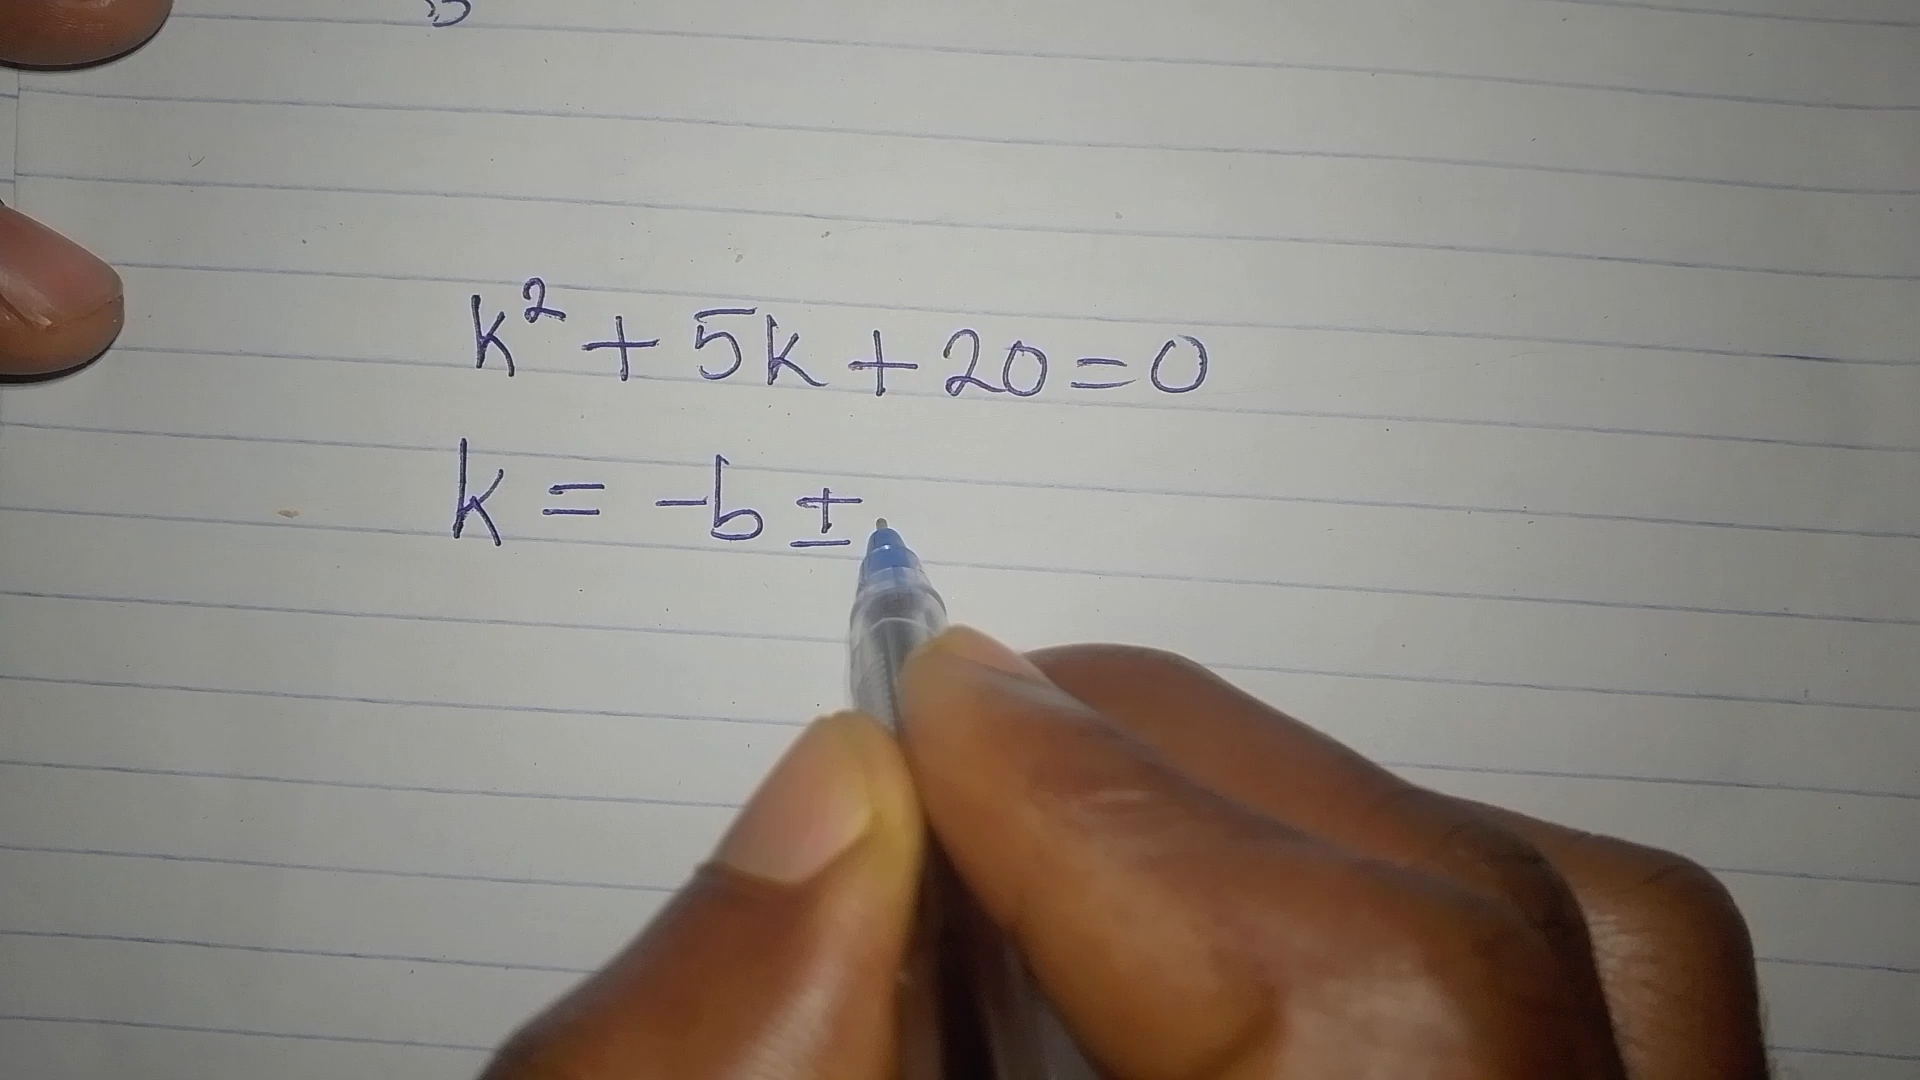 k² + 5k + 20 = 0
k = -b ±